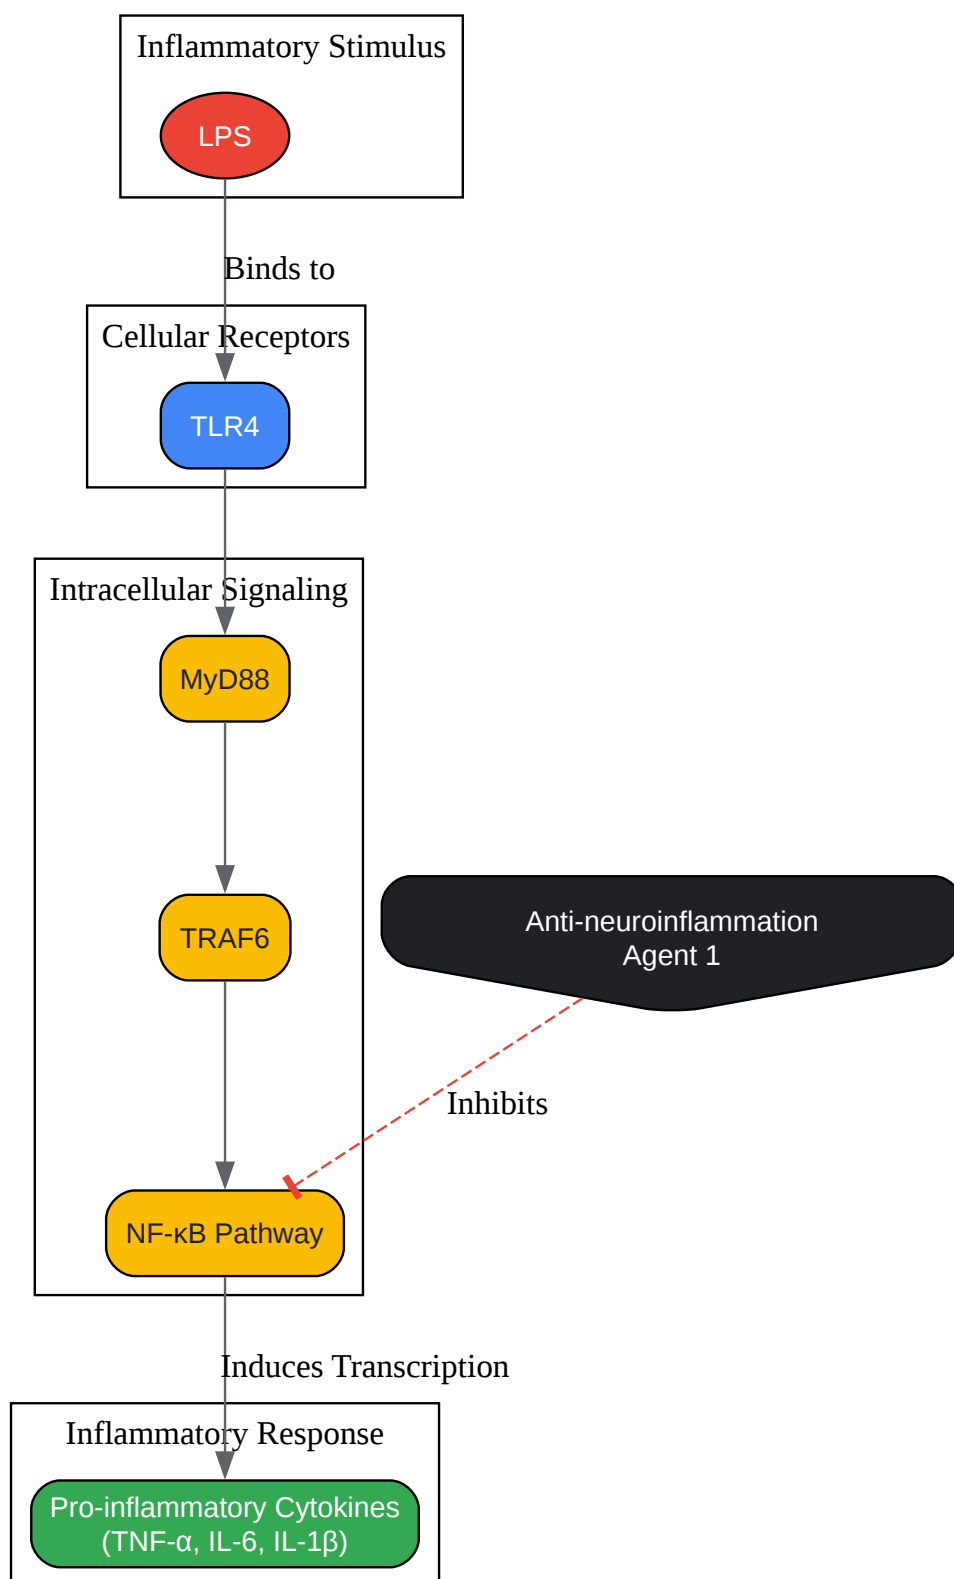 Inflammatory Stimulus
LPS
Binds to
Cellular Receptors
TLR4
Intracellular Signaling
MyD88
TRAF6
Anti-neuroinflammation
Agent 1
Inhibits
NF-κB Pathway
Induces Transcription
Inflammatory Response
Pro-inflammatory Cytokines
(TNF-α, IL-6, IL-1β)